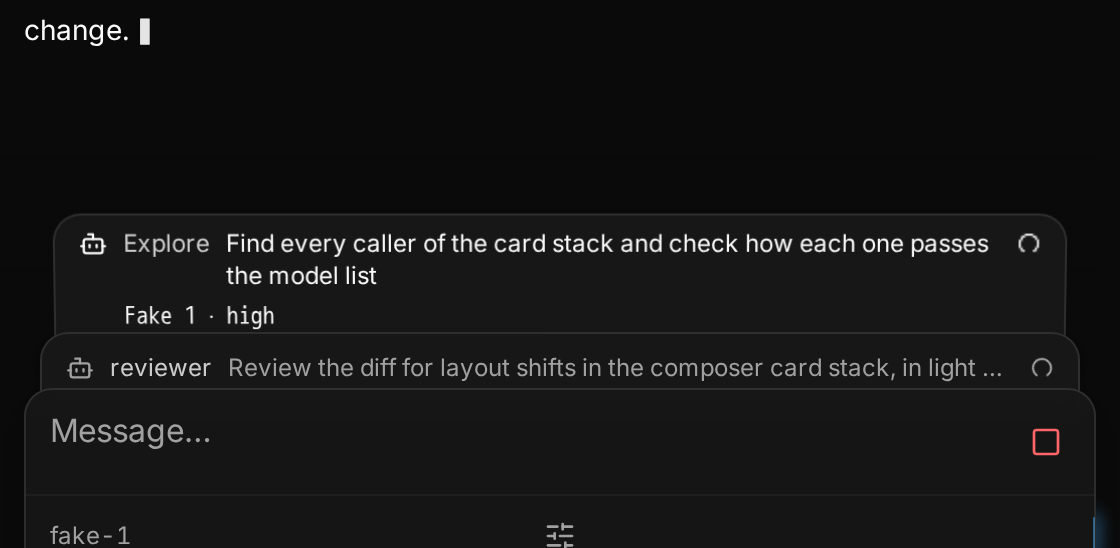 change.
Explore Find every caller of the card stack and check how each one passes
the model list
Fake 1 · high
reviewer Review the diff for layout shifts in the composer card stack, in light ...
Message...
fake-1